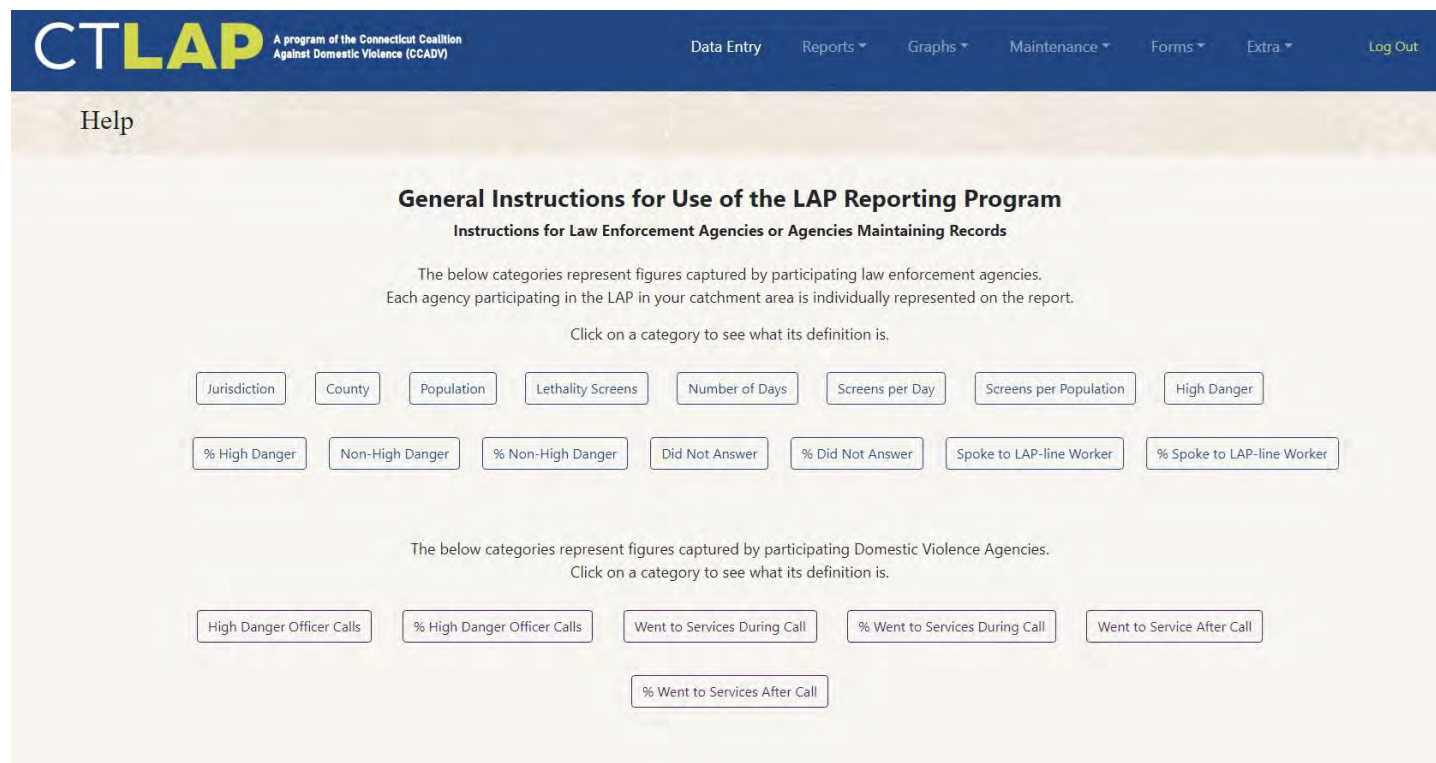 CTLAP A program of the Connecticut Coalition
Against Domestic Violence (CCADV)
Data Entry Reports Graphs Maintenance Forms Extra Log Out
Help
General Instructions for Use of the LAP Reporting Program
Instructions for Law Enforcement Agencies or Agencies Maintaining Records
The below categories represent figures captured by participating law enforcement agencies.
Each agency participating in the LAP in your catchment area is individually represented on the report.
Click on a category to see what its definition is.
Jurisdiction County Population Lethality Screens Number of Days Screens per Day Screens per Population High Danger
% High Danger Non-High Danger % Non-High Danger Did Not Answer % Did Not Answer Spoke to LAP-line Worker % Spoke to LAP-line Worker
The below categories represent figures captured by participating Domestic Violence Agencies.
Click on a category to see what its definition is.
High Danger Officer Calls % High Danger Officer Calls Went to Services During Call % Went to Services During Call Went to Service After Call
% Went to Services After Call